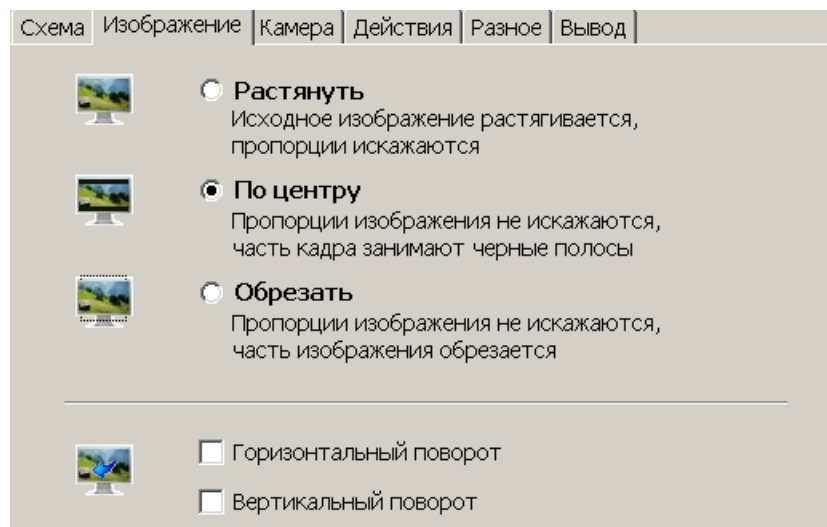 Схема Изображение Камера Действия Разное Вывод
Растянуть
Исходное изображение растягивается,
пропорции искажаются
По центру
Пропорции изображения не искажаются,
часть кадра занимают черные полосы
Обрезать
Пропорции изображения не искажаются,
часть изображения обрезается
Горизонтальный поворот
Вертикальный поворот